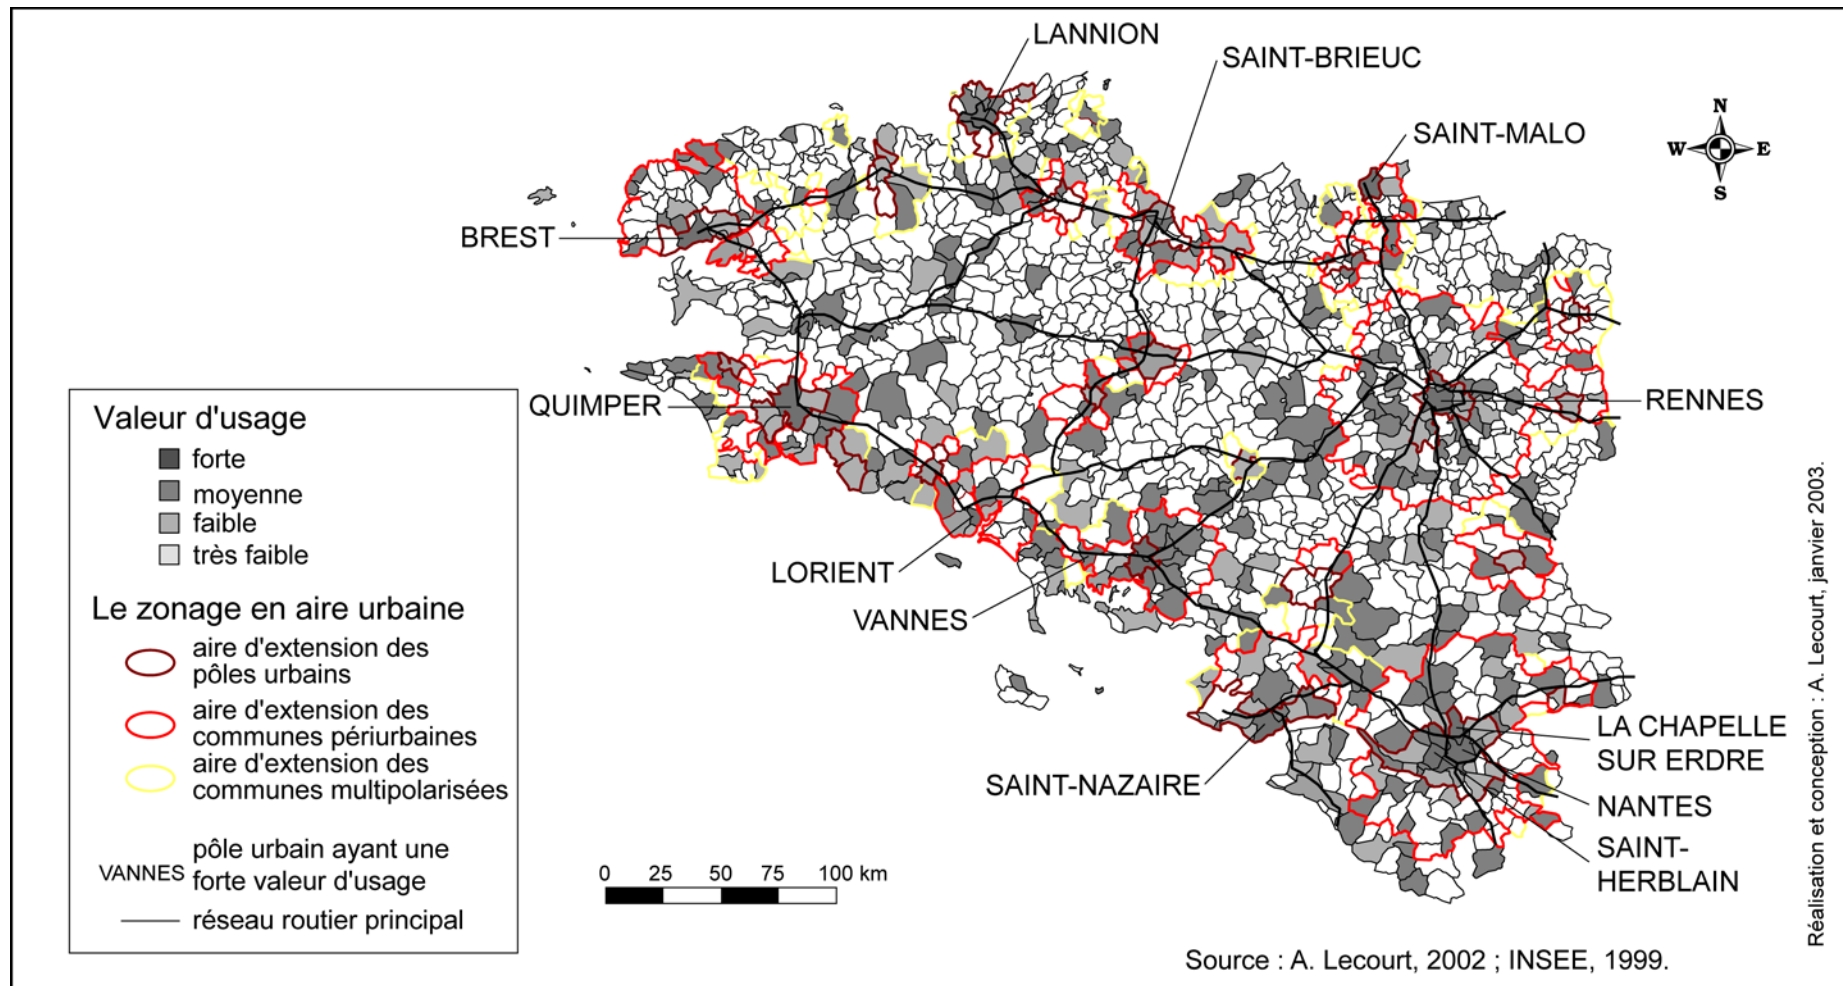 LANNION
SAINT-BRIEUC
SAINT-MALO
N
W E
S
BREST
QUIMPER
RENNES
LORIENT
VANNES
SAINT-NAZAIRE
LA CHAPELLE
SUR ERDRE
NANTES
SAINT-
HERBLAIN
Valeur d'usage
forte
moyenne
faible
très faible
Le zonage en aire urbaine
aire d'extension des
pôles urbains
aire d'extension des
communes périurbaines
aire d'extension des
communes multipolarisées
VANNES pôle urbain ayant une
forte valeur d'usage
réseau routier principal
0 25 50 75 100 km
Source : A. Lecourt, 2002 ; INSEE, 1999.
Réalisation et conception : A. Lecourt, janvier 2003.